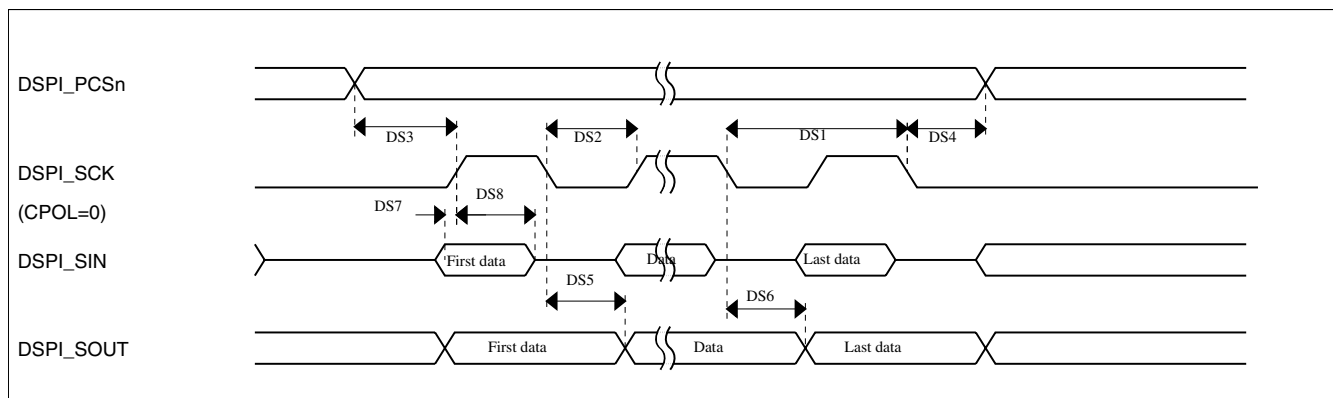 DSPI_PCSn
DS3
DS2
DS1
DS4
DSPI_SCK
(CPOL=0)
DS7
DS8
DSPI_SIN
First data
Data
Last data
DS5
DS6
DSPI_SOUT
First data
Data
Last data